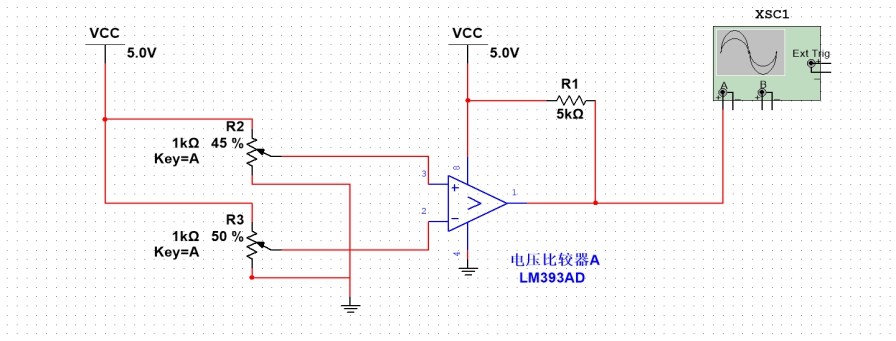 XSC1
VCC
5.0V
VCC
5.0V
Ext Trig
+
_
A
B
+
_
+
_
R1
5kΩ
R2
1kΩ 45 %
Key=A
R3
1kΩ 50 %
Key=A
3
8
+
1
2
−
4
电压比较器A
LM393AD